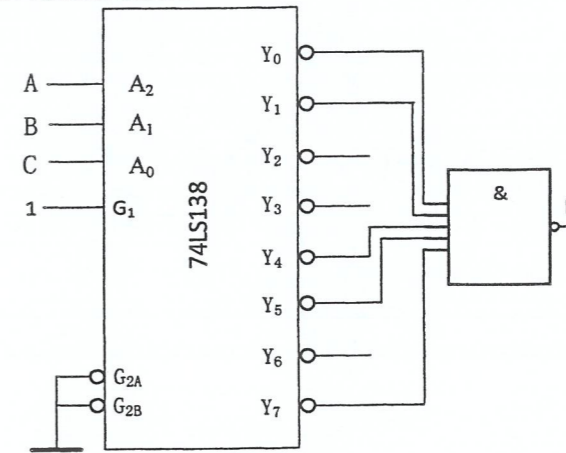 Y₀
A A₂
Y₁
B A₁
Y₂
C A₀
&
1 G₁
Y₃
74LS138
Y₄
Y₅
Y₆
G₂A
G₂B
Y₇